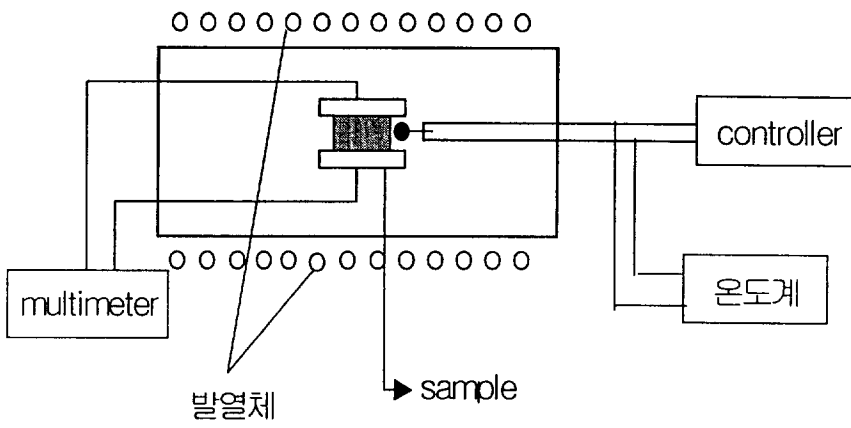 controller
온도계
multimeter
sample
발열체